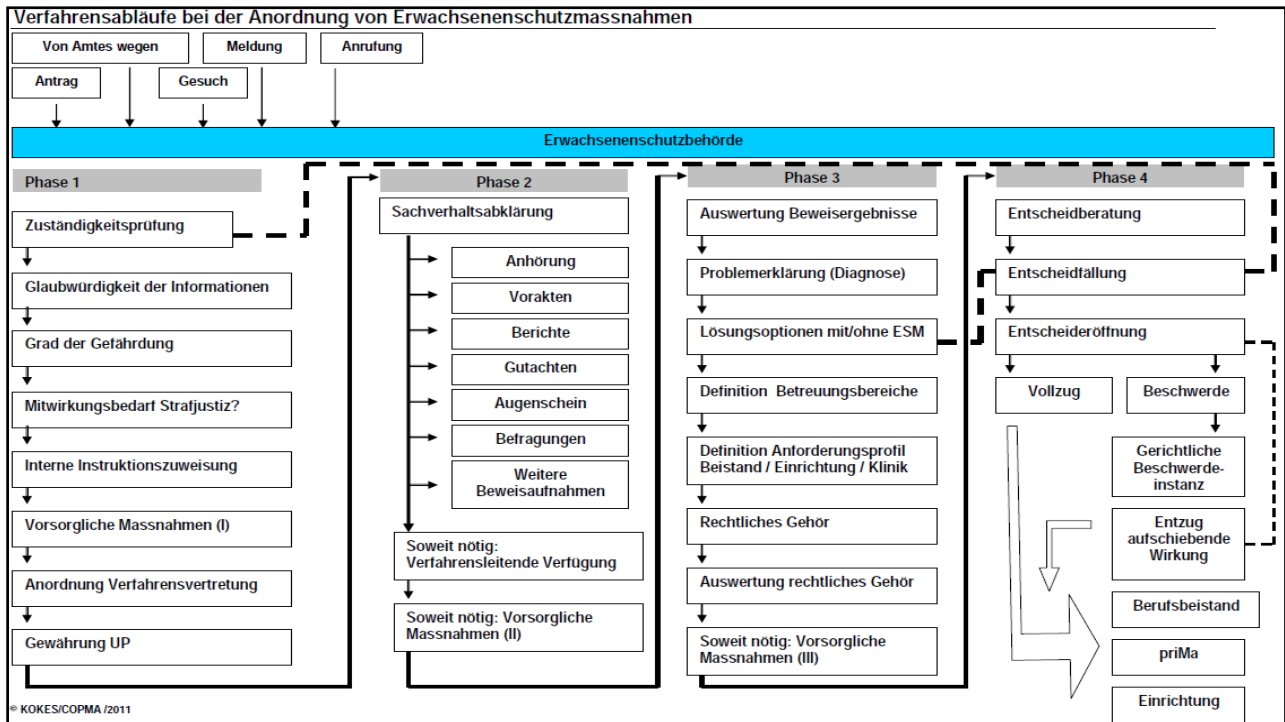 Verfahrensabläufe bei der Anordnung von Erwachsenenschutzmassnahmen
Von Amtes wegen
Meldung
Anrufung
Antrag
Gesuch
Erwachsenenschutzbehörde
Phase 1
Zuständigkeitsprüfung
Glaubwürdigkeit der Informationen
Grad der Gefährdung
Mitwirkungsbedarf Strafjustiz?
Interne Instruktionszuweisung
Vorsorgliche Massnahmen (I)
Anordnung Verfahrensvertretung
Gewährung UP
Phase 2
Sachverhaltsabklärung
Anhörung
Vorakten
Berichte
Gutachten
Augenschein
Befragungen
Weitere
Beweisaufnahmen
Soweit nötig:
Verfahrensleitende Verfügung
Soweit nötig: Vorsorgliche
Massnahmen (II)
Phase 3
Auswertung Beweisergebnisse
Problemerklärung (Diagnose)
Lösungsoptionen mit/ohne ESM
Definition Betreuungsbereiche
Definition Anforderungsprofil
Beistand / Einrichtung / Klinik
Rechtliches Gehör
Auswertung rechtliches Gehör
Soweit nötig: Vorsorgliche
Massnahmen (III)
Phase 4
Entscheidberatung
Entscheidfällung
Entscheideröffnung
Vollzug
Beschwerde
Gerichtliche
Beschwerde-
instanz
Entzug
aufschiebende
Wirkung
Berufsbeistand
priMa
Einrichtung
© KOKES/COPMA /2011